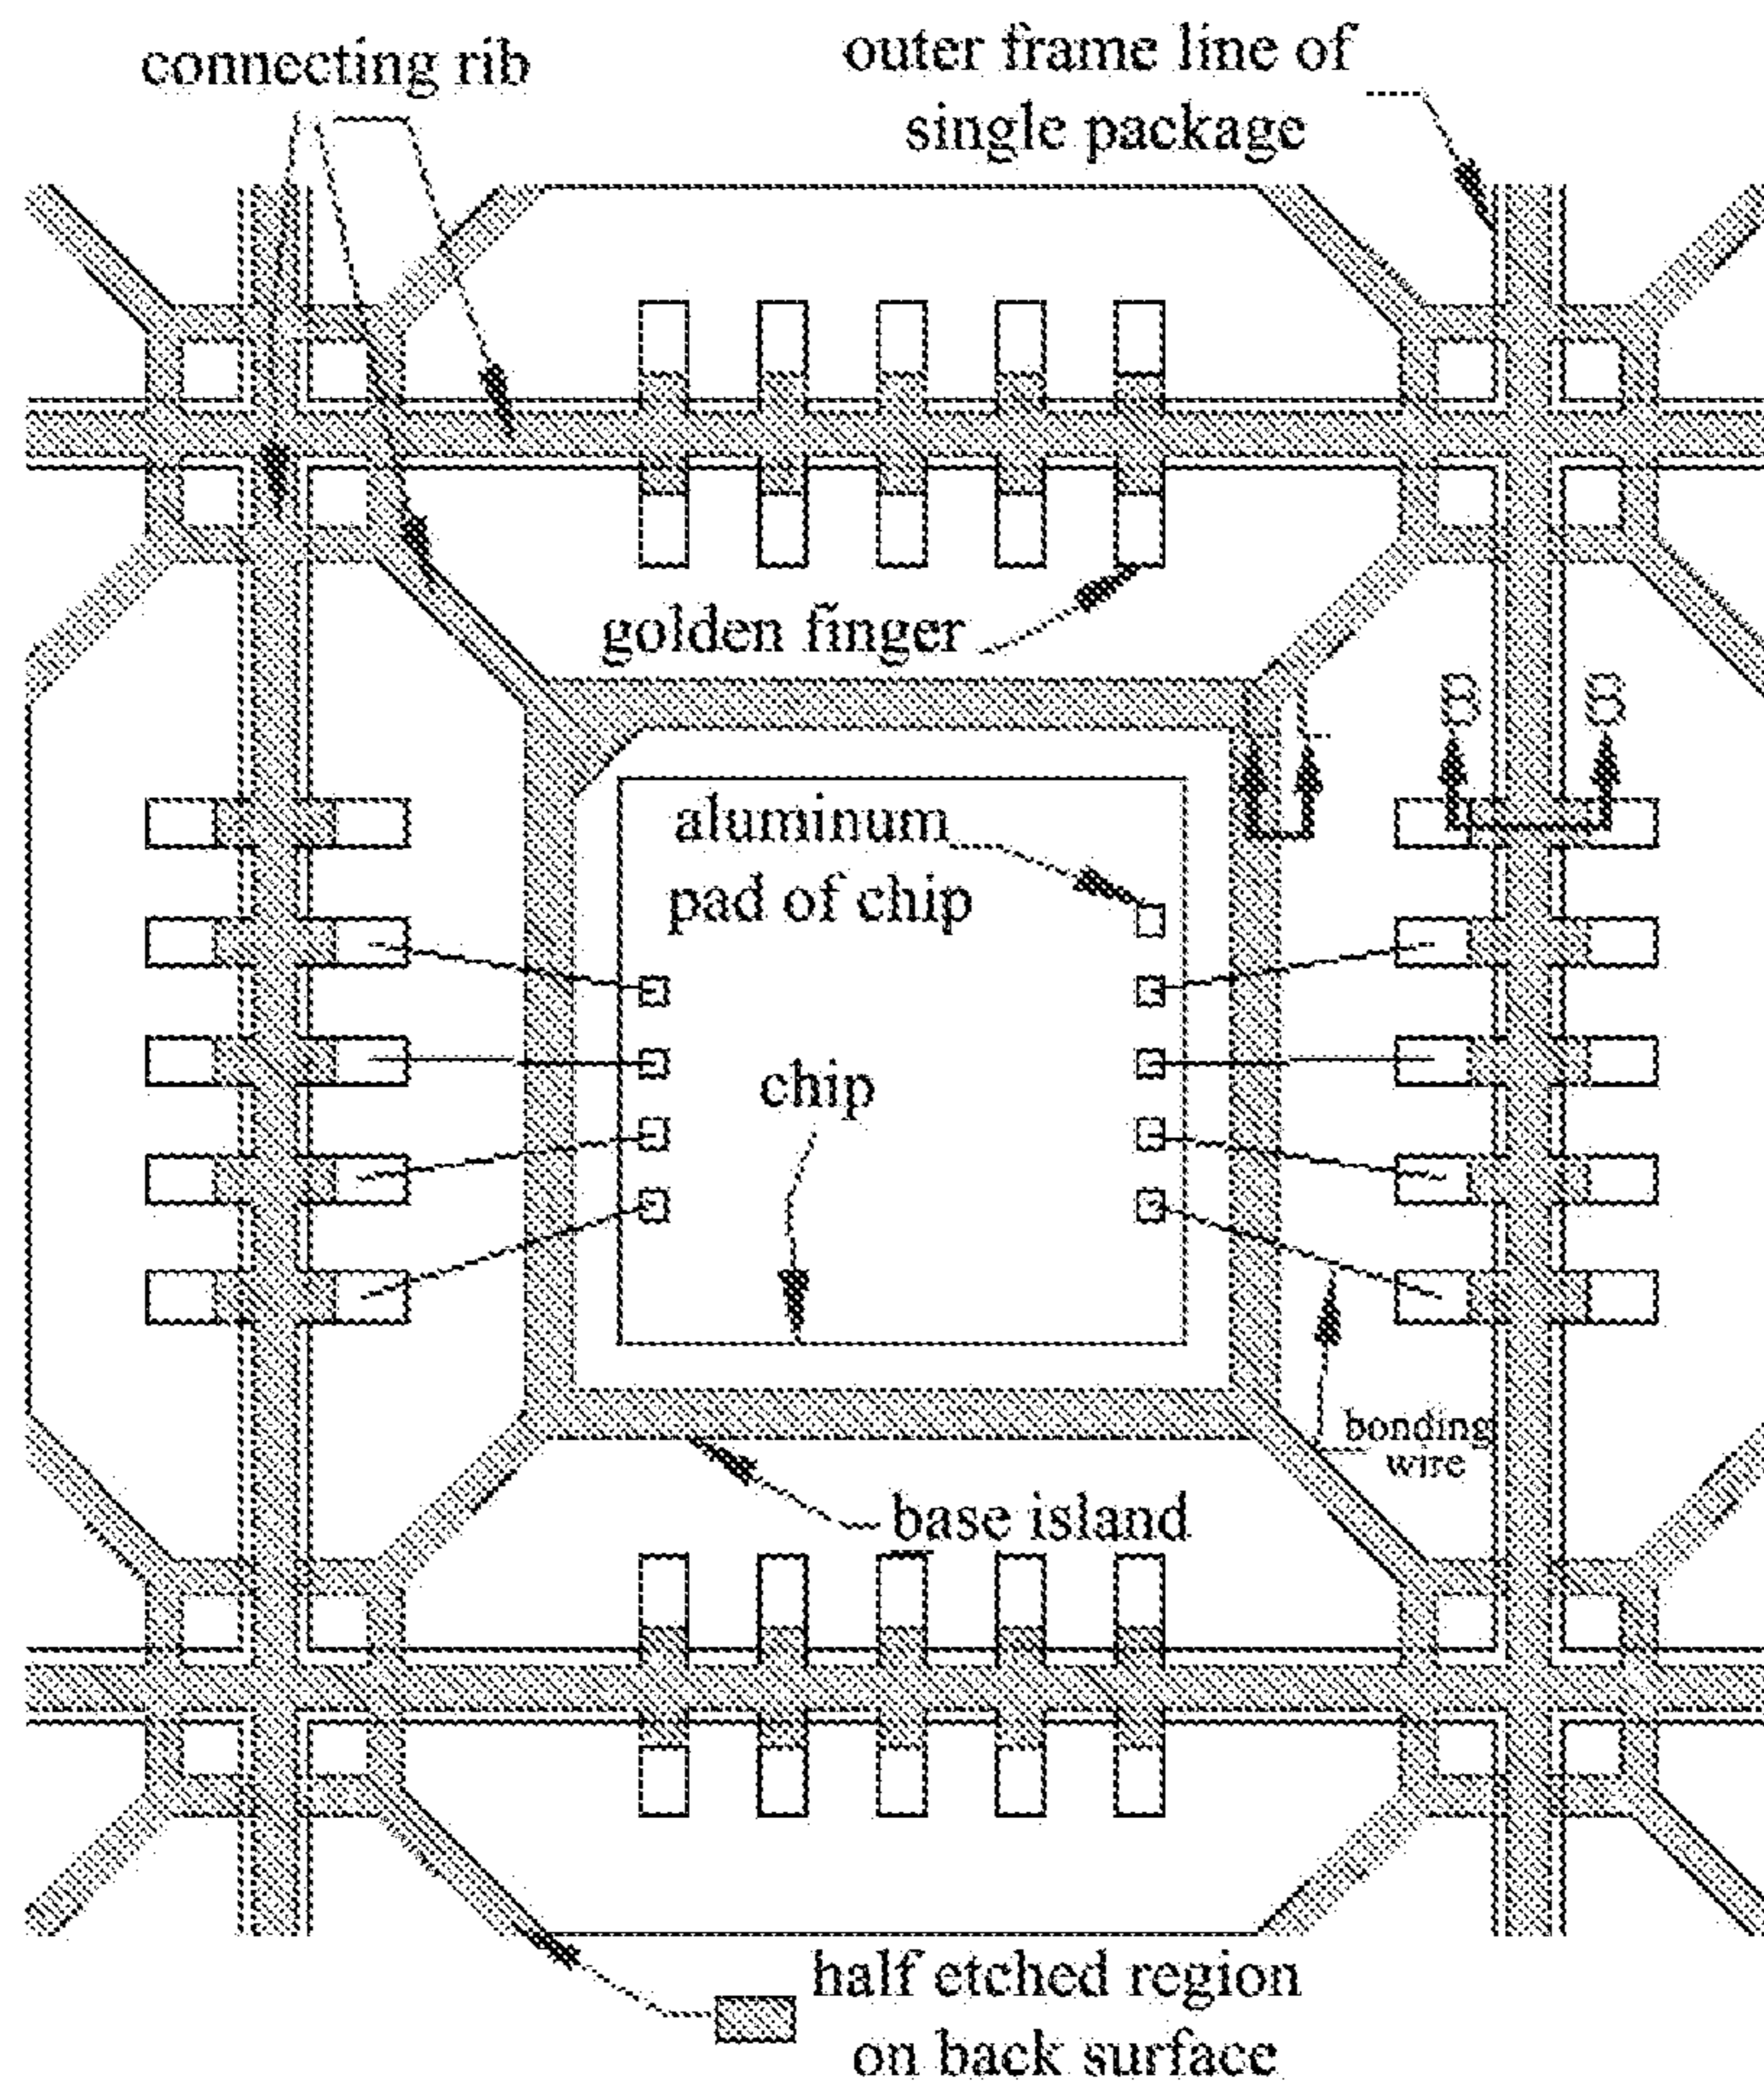 connecting rib
outer frame line of
single package
golden finger
B B
aluminum
pad of chip
chip
bonding
wire
base island
half etched region
on back surface